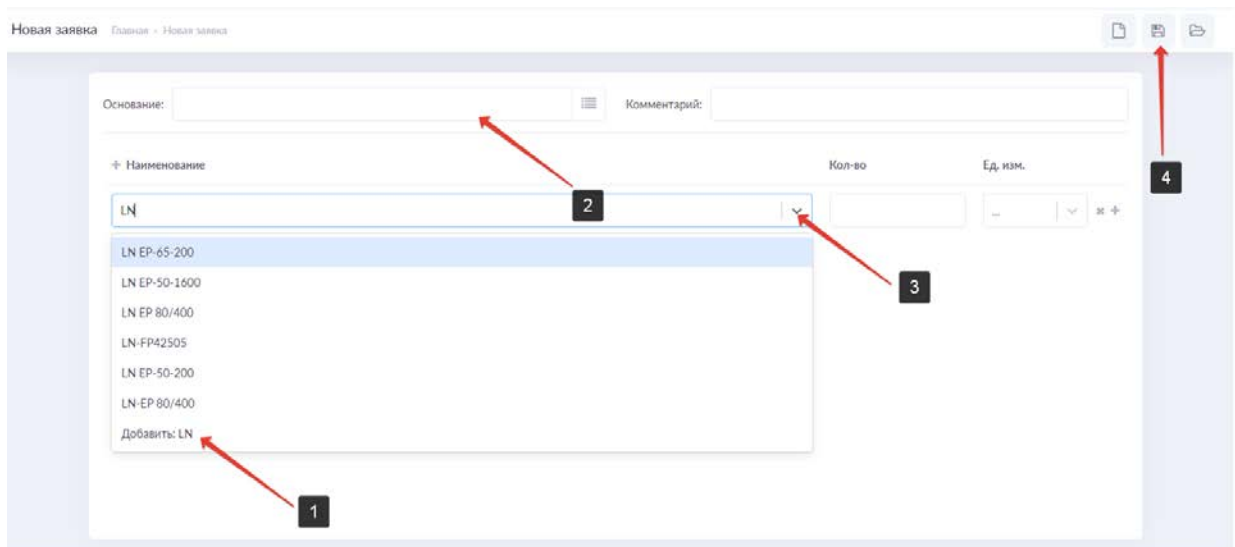 Новая заявка Главная › Новая заявка
4
Основание: Комментарий:
+ Наименование Кол-во Ед. изм.
2
LN ...
LN EP-65-200
3
LN EP-50-1600
LN EP 80/400
LN-FP42505
LN EP-50-200
LN-EP 80/400
Добавить: LN
1